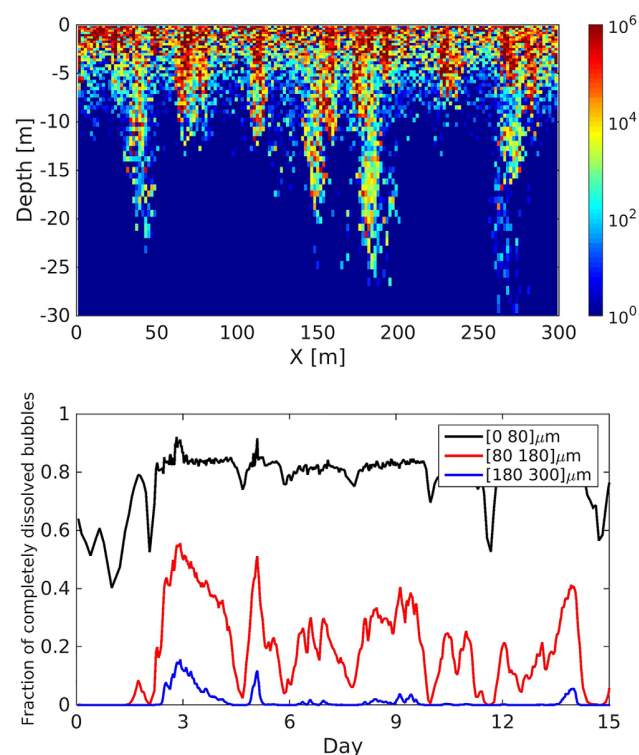 0
-5
-10
-15
-20
-25
-30
Depth [m]
0 50 100 150 200 250 300
X [m]
10^6
10^4
10^2
10^0
Fraction of completely dissolved bubbles
1
0.8
0.6
0.4
0.2
0
[0 80]μm
[80 180]μm
[180 300]μm
0 3 6 9 12 15
Day